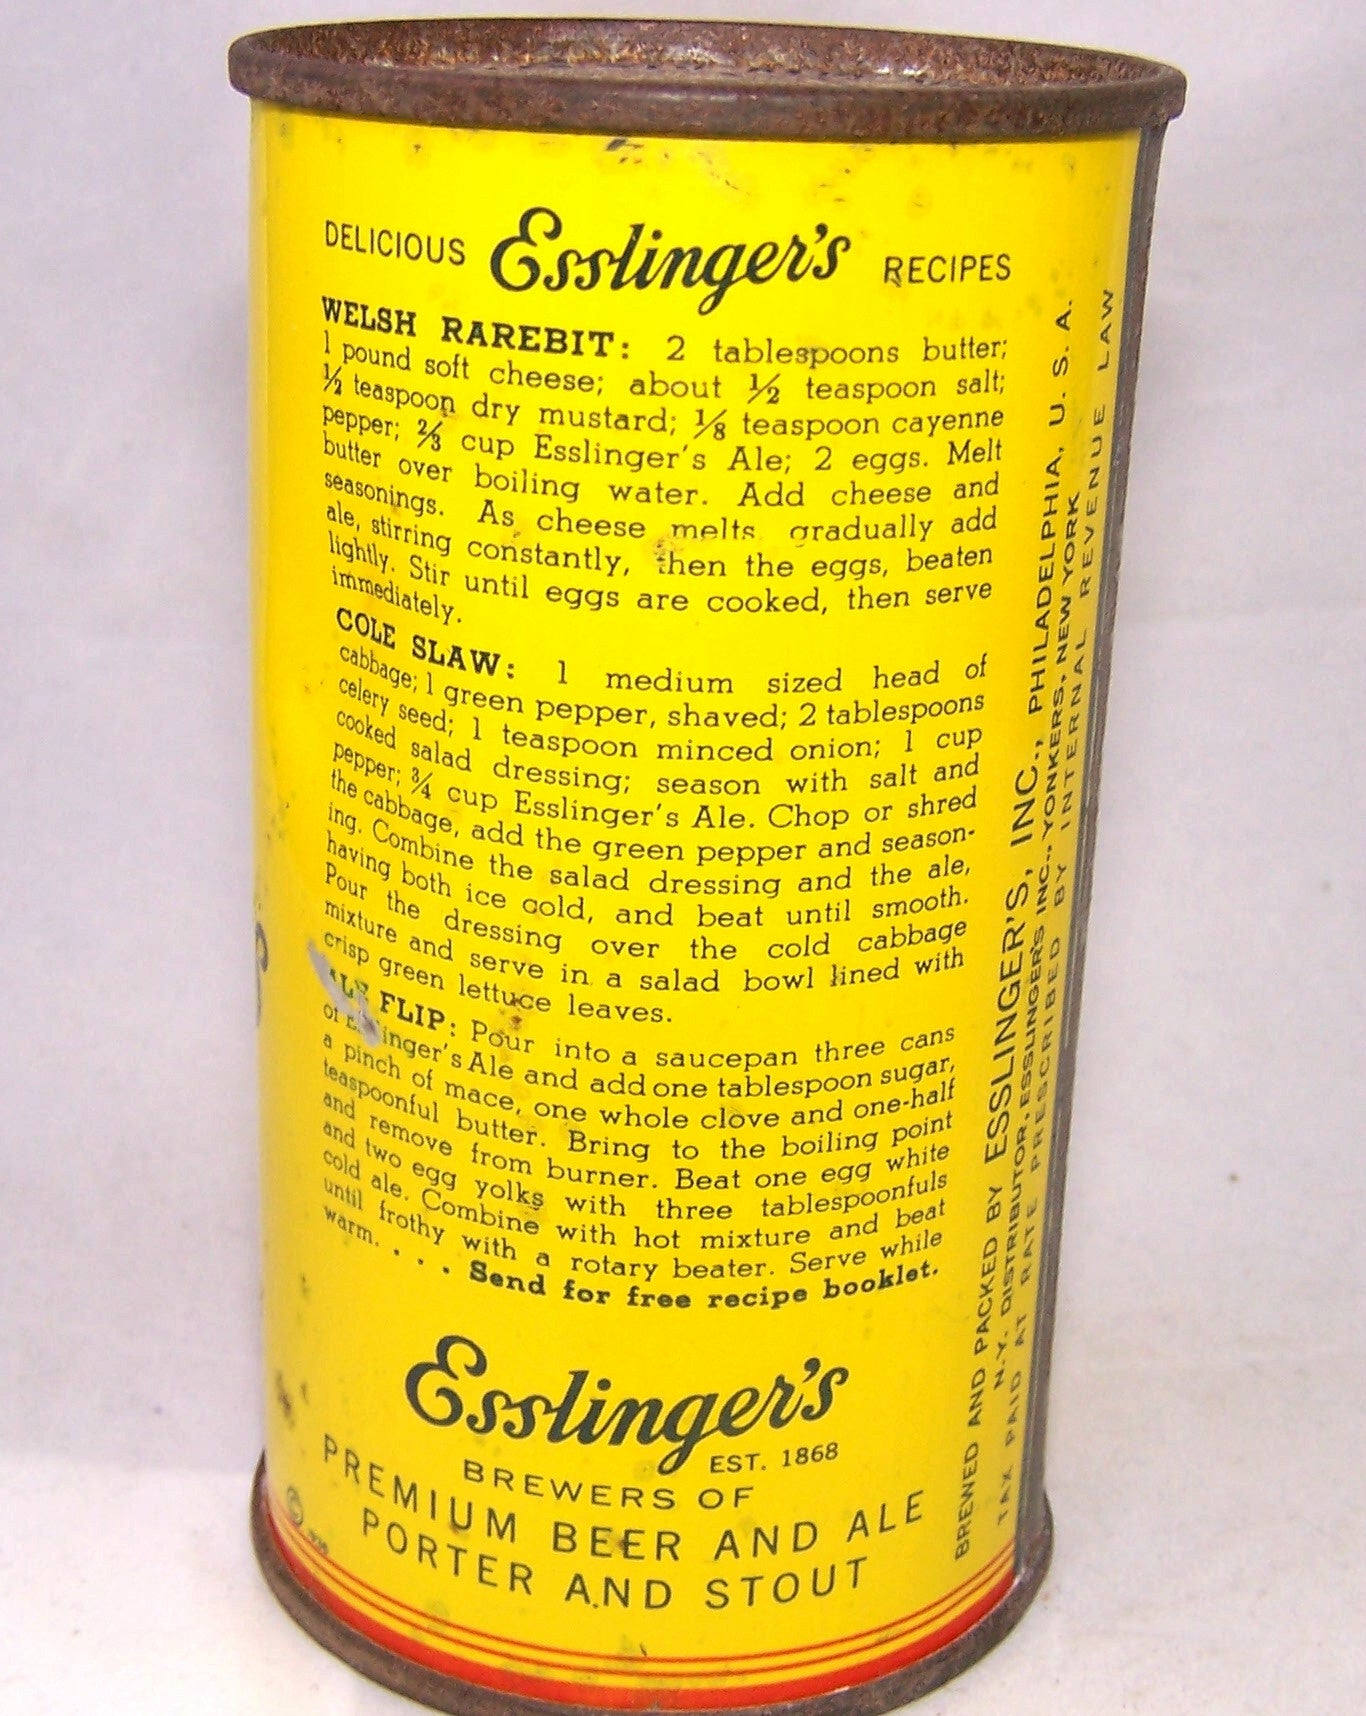 DELICIOUS Esslinger's RECIPES
WELSH RAREBIT: 2 tablespoons butter;
1 pound soft cheese; about ½ teaspoon salt;
½ teaspoon dry mustard; ⅛ teaspoon cayenne
pepper; ⅔ cup Esslinger's Ale; 2 eggs. Melt
butter over boiling water. Add cheese and
seasonings. As cheese melts, gradually add
ale, stirring constantly, then the eggs, beaten
lightly. Stir until eggs are cooked, then serve
immediately.
COLE SLAW: 1 medium sized head of
cabbage; 1 green pepper, shaved; 2 tablespoons
celery seed; 1 teaspoon minced onion; 1 cup
cooked salad dressing; season with salt and
pepper; ¾ cup Esslinger's Ale. Chop or shred
the cabbage, add the green pepper and season-
ing. Combine the salad dressing and the ale,
having both ice cold, and beat until smooth.
Pour the dressing over the cold cabbage
mixture and serve in a salad bowl lined with
crisp green lettuce leaves.
ALE FLIP: Pour into a saucepan three cans
of Esslinger's Ale and add one tablespoon sugar,
a pinch of mace, one whole clove and one-half
teaspoonful butter. Bring to the boiling point
and remove from burner. Beat one egg white
and two egg yolks with three tablespoonfuls
cold ale. Combine with hot mixture and beat
until frothy with a rotary beater. Serve while
warm. . . . Send for free recipe booklet.
Esslinger's
EST. 1868
BREWERS OF
PREMIUM BEER AND ALE
PORTER AND STOUT
BREWED AND PACKED BY ESSLINGER'S, INC., PHILADELPHIA, U. S. A.
N.Y. DISTRIBUTOR, ESSLINGER'S INC., YONKERS, NEW YORK
TAX PAID AT RATE PRESCRIBED BY INTERNAL REVENUE LAW